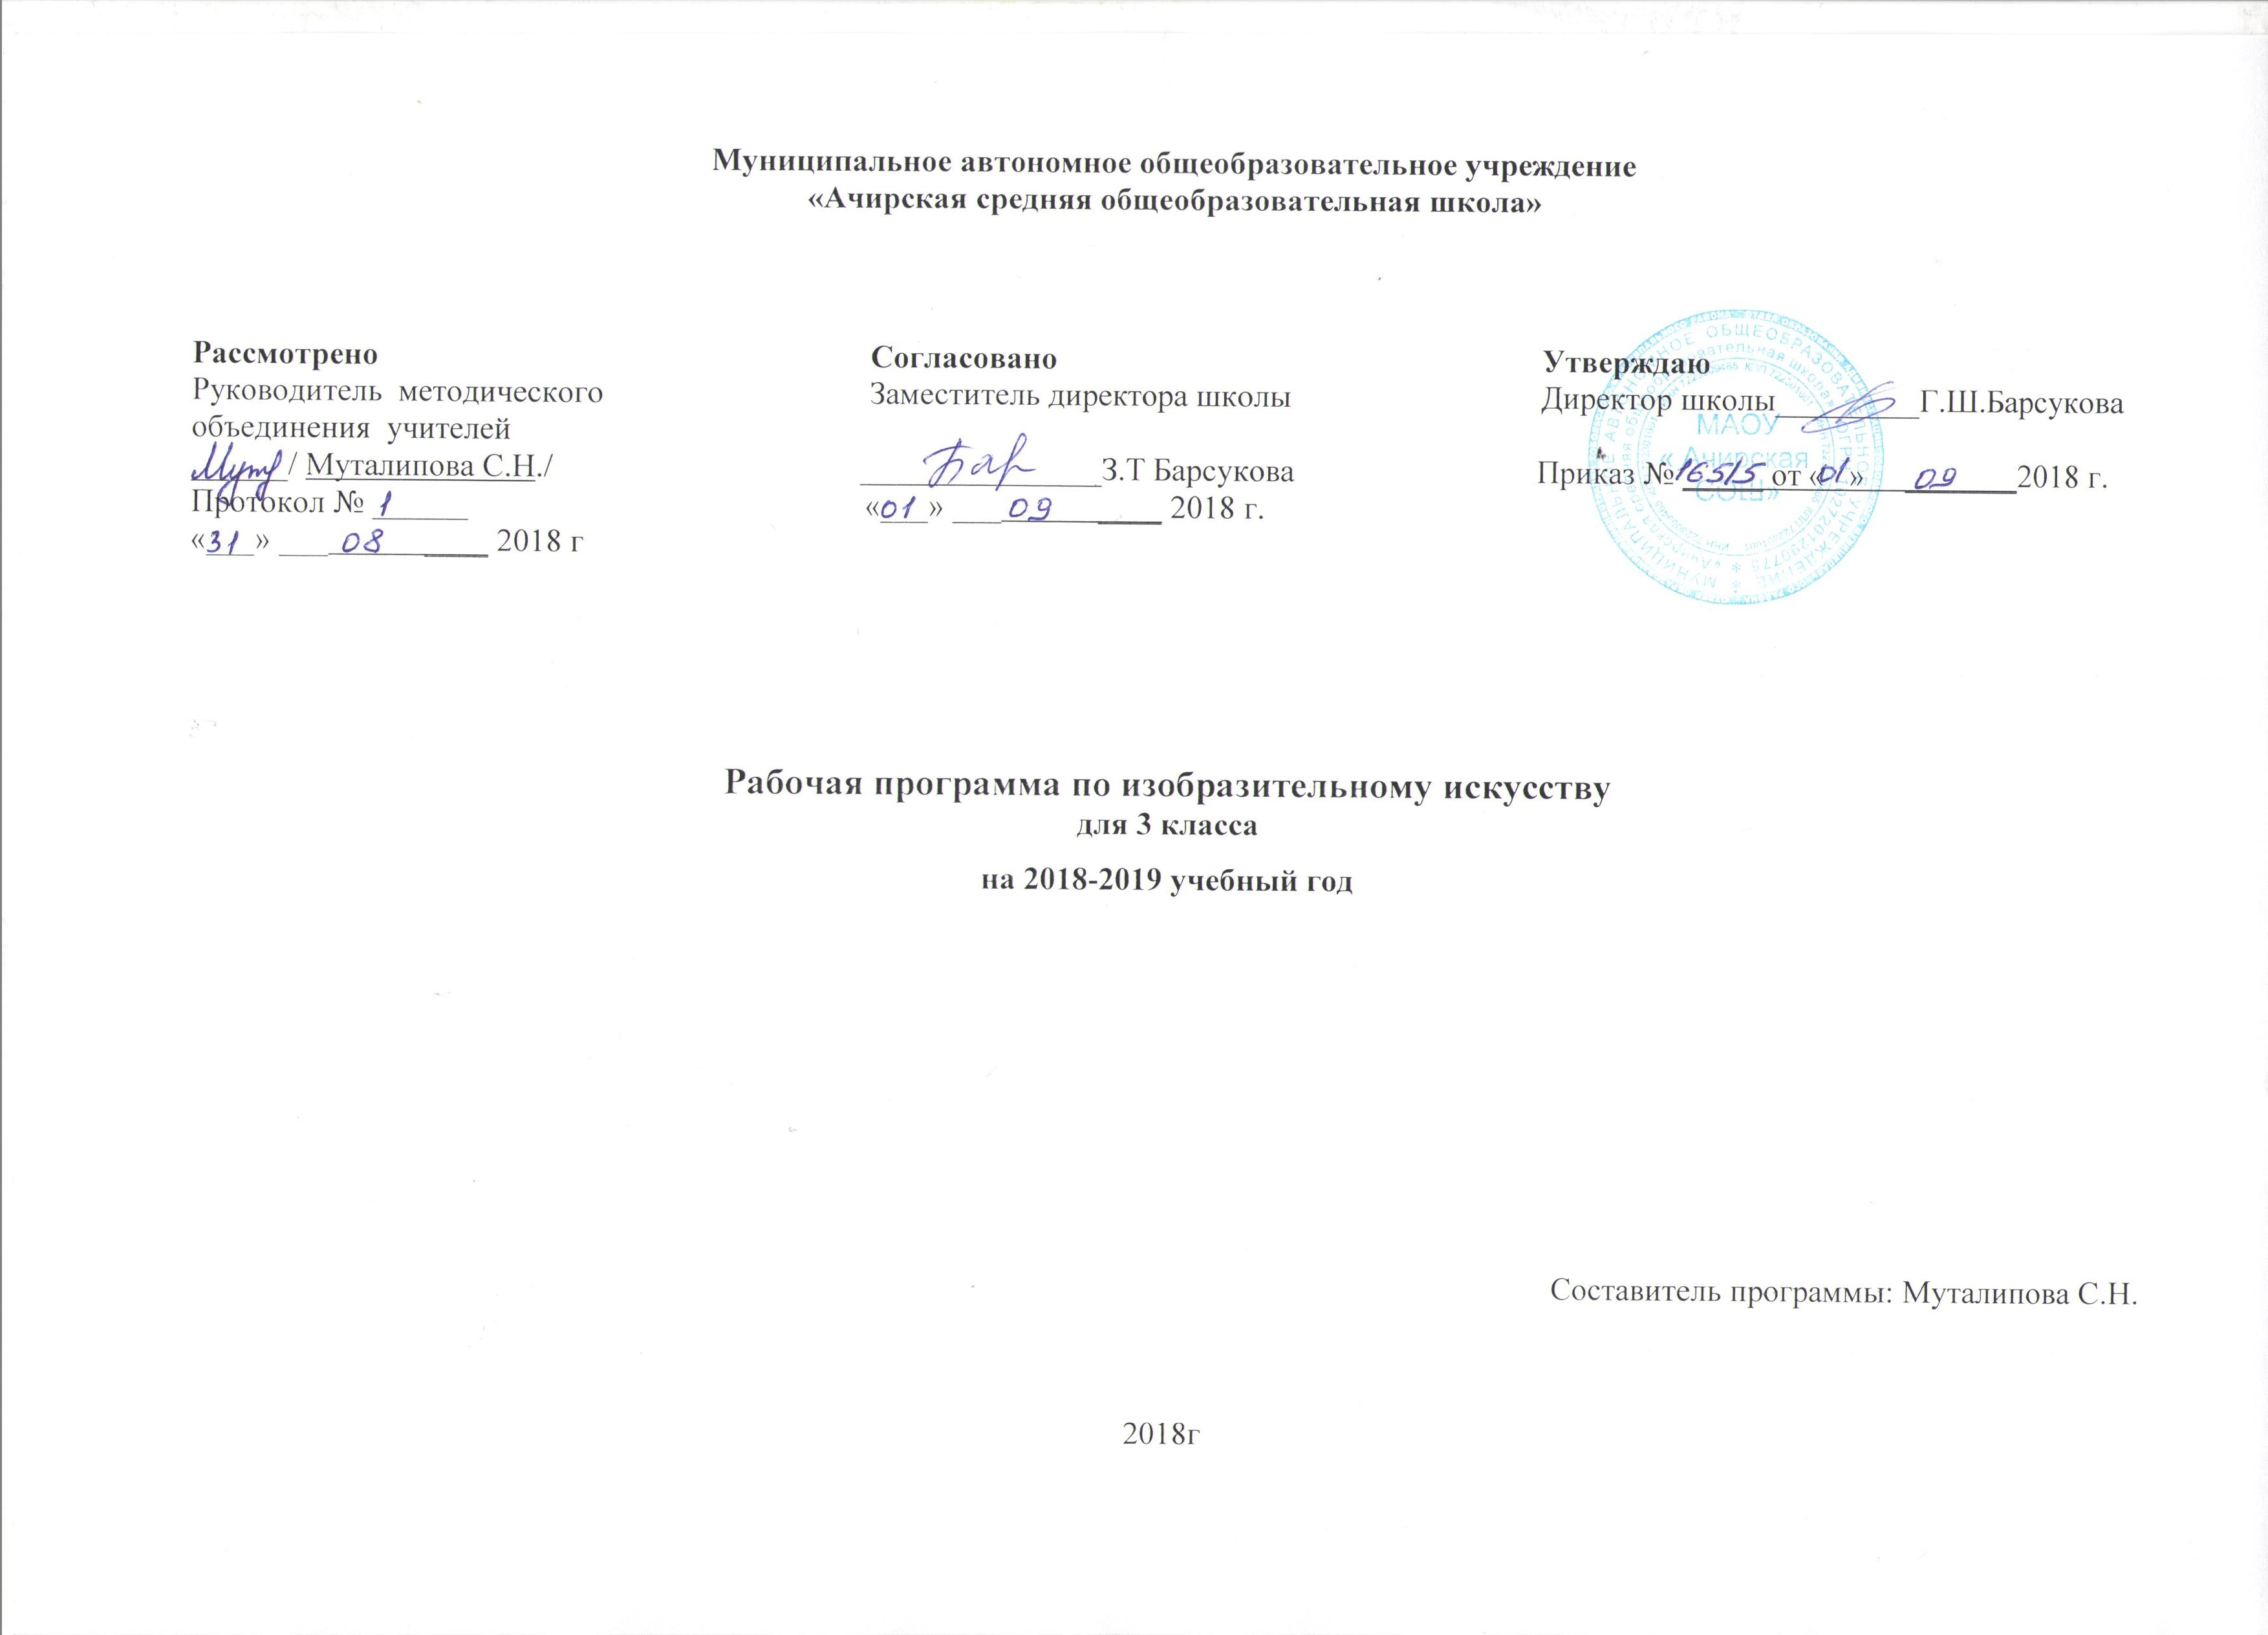 Муниципальное автономное общеобразовательное учреждение
«Ачирская средняя общеобразовательная школа»
Рассмотрено
Руководитель методического
объединения учителей
/ Муталипова С.Н./
Протокол № 1
«31» 08 2018 г
Согласовано
Заместитель директора школы
Бар З.Т Барсукова
«01» 09 2018 г.
Утверждаю
Директор школы Г.Ш.Барсукова
Приказ №165/5 от «01» 09 2018 г.
МАОУ
« Ачирская
СОШ»
Рабочая программа по изобразительному искусству
для 3 класса
на 2018-2019 учебный год
Составитель программы: Муталипова С.Н.
2018г